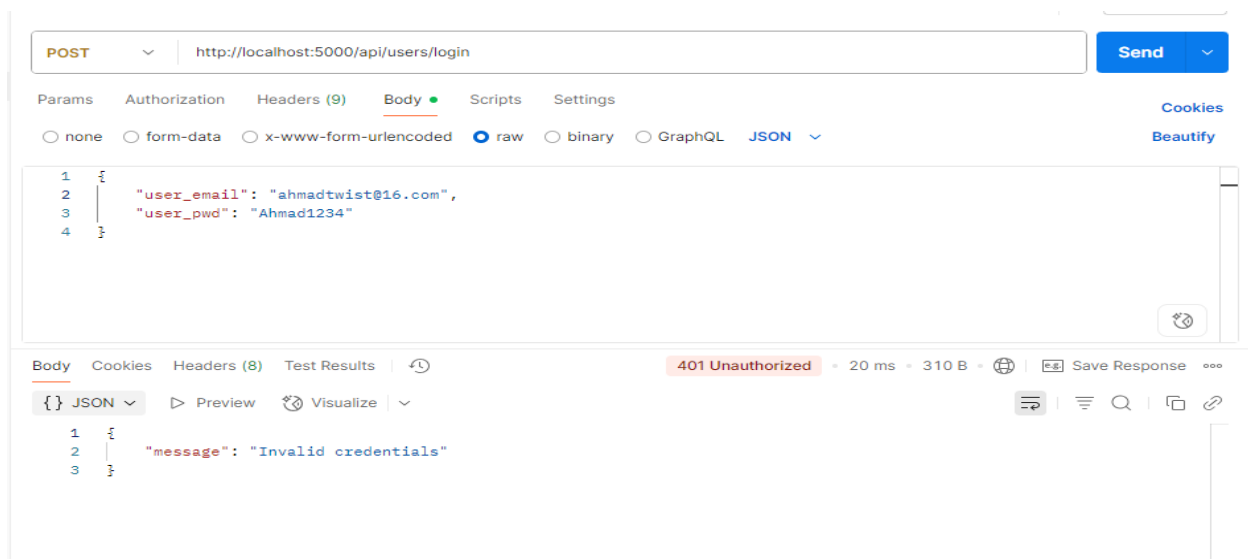 POST http://localhost:5000/api/users/login Send
Params Authorization Headers (9) Body Scripts Settings Cookies
none form-data x-www-form-urlencoded raw binary GraphQL JSON Beautify
1 {
2 "user_email": "ahmadtwist@16.com",
3 "user_pwd": "Ahmad1234"
4 }
Body Cookies Headers (8) Test Results 401 Unauthorized 20 ms 310 B e.g. Save Response
{} JSON Preview Visualize
1 {
2 "message": "Invalid credentials"
3 }